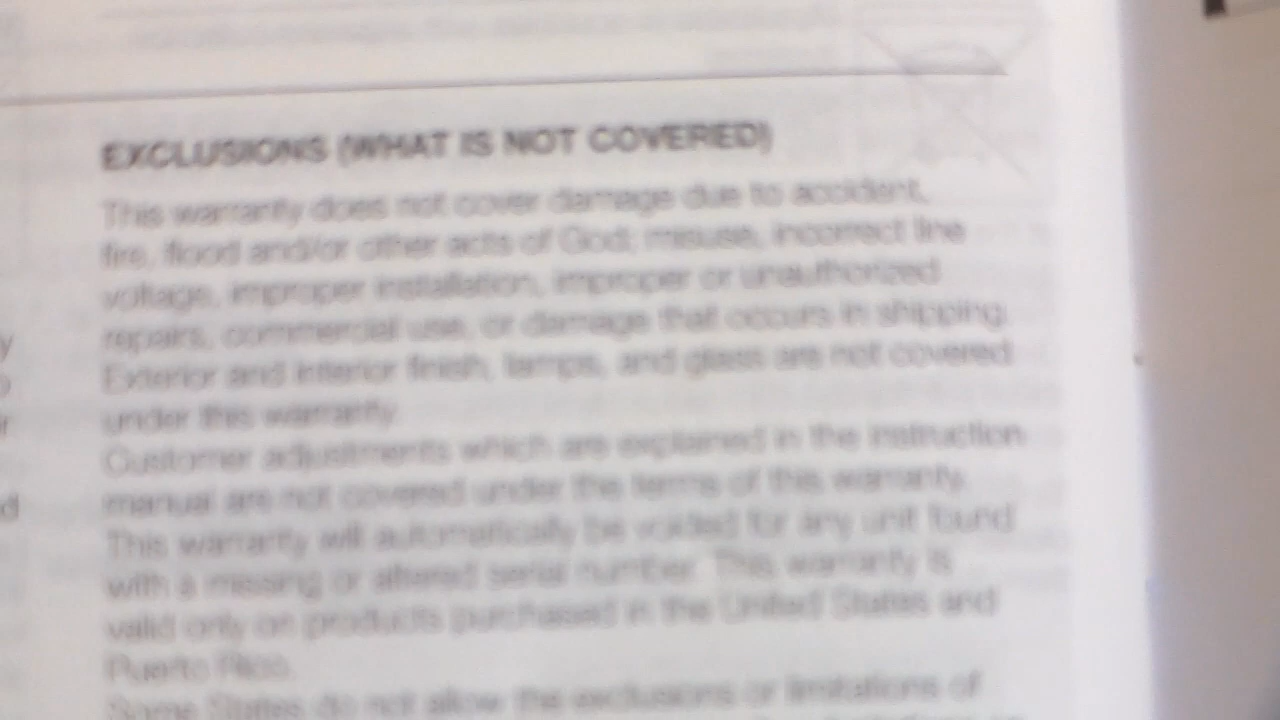 EXCLUSIONS (WHAT IS NOT COVERED)
This warranty does not cover damage due to accident,
fire, flood and/or other acts of God; misuse, incorrect line
voltage, improper installation, improper or unauthorized
repairs, commercial use, or damage that occurs in shipping.
Exterior and interior finish, lamps, and glass are not covered
under this warranty.
Customer adjustments which are explained in the instruction
manual are not covered under the terms of this warranty.
This warranty will automatically be voided for any unit found
with a missing or altered serial number. This warranty is
valid only on products purchased in the United States and
Puerto Rico.
Some States do not allow the exclusions or limitations of